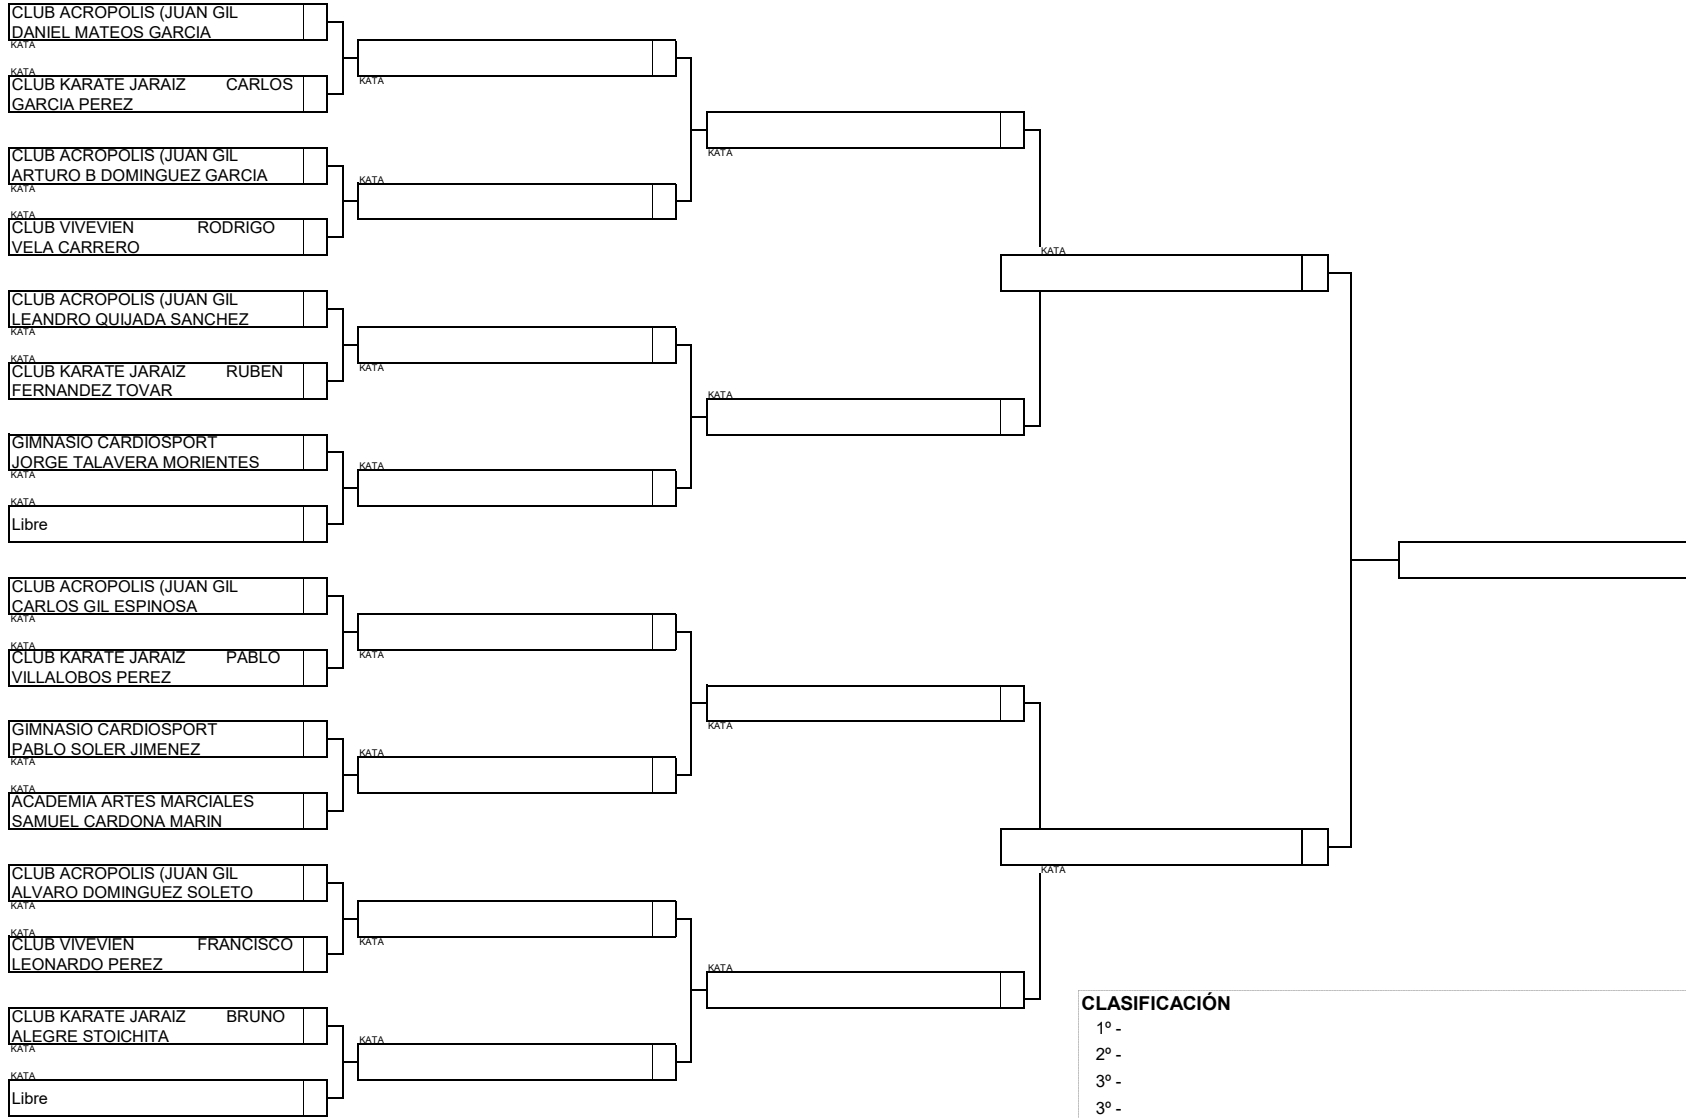 CLUB ACROPOLIS (JUAN GIL
DANIEL MATEOS GARCIA
KATA
KATA
CLUB KARATE JARAIZ CARLOS
GARCIA PEREZ
CLUB ACROPOLIS (JUAN GIL
ARTURO B DOMINGUEZ GARCIA
KATA
KATA
CLUB VIVEVIEN RODRIGO
VELA CARRERO
CLUB ACROPOLIS (JUAN GIL
LEANDRO QUIJADA SANCHEZ
KATA
KATA
CLUB KARATE JARAIZ RUBEN
FERNANDEZ TOVAR
GIMNASIO CARDIOSPORT
JORGE TALAVERA MORIENTES
KATA
KATA
Libre
CLUB ACROPOLIS (JUAN GIL
CARLOS GIL ESPINOSA
KATA
KATA
CLUB KARATE JARAIZ PABLO
VILLALOBOS PEREZ
GIMNASIO CARDIOSPORT
PABLO SOLER JIMENEZ
KATA
KATA
ACADEMIA ARTES MARCIALES
SAMUEL CARDONA MARIN
CLUB ACROPOLIS (JUAN GIL
ALVARO DOMINGUEZ SOLETO
KATA
KATA
CLUB VIVEVIEN FRANCISCO
LEONARDO PEREZ
CLUB KARATE JARAIZ BRUNO
ALEGRE STOICHITA
KATA
KATA
Libre
KATA
KATA
KATA
KATA
KATA
KATA
KATA
KATA
KATA
KATA
KATA
KATA
KATA
KATA
CLASIFICACIÓN
1º -
2º -
3º -
3º -